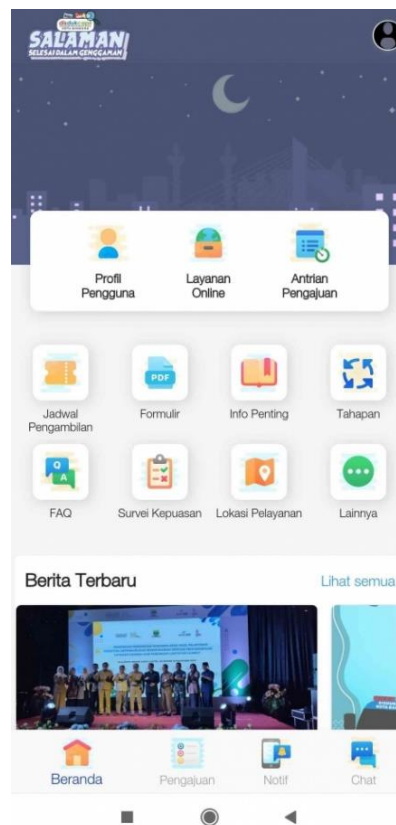 SALAMAN
SELESAI DALAM GENGGAMAN
Profil
Pengguna
Layanan
Online
Antrian
Pengajuan
PDF
Jadwal
Pengambilan
Formulir
Info Penting
Tahapan
Q
A
FAQ
Survei Kepuasan
Lokasi Pelayanan
Lainnya
Berita Terbaru
Lihat semua
Beranda
Pengajuan
Notif
Chat